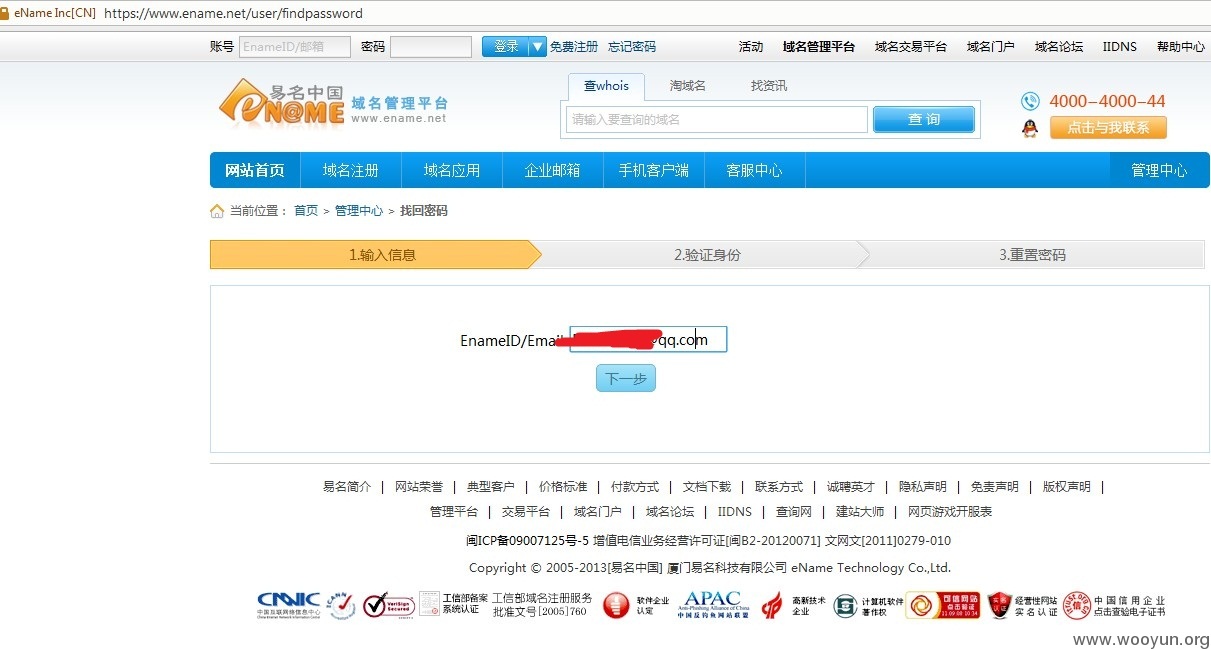 eName Inc[CN] https://www.ename.net/user/findpassword
账号 EnameID/邮箱 密码 登录 免费注册 忘记密码 活动 域名管理平台 域名交易平台 域名门户 域名论坛 IIDNS 帮助中心
易名中国 eNAME 域名管理平台 www.ename.net
查whois 淘域名 找资讯
请输入要查询的域名 查 询
4000-4000-44
点击与我联系
网站首页 域名注册 域名应用 企业邮箱 手机客户端 客服中心 管理中心
当前位置： 首页 > 管理中心 > 找回密码
1.输入信息 2.验证身份 3.重置密码
EnameID/Email qq.com
下一步
易名简介 | 网站荣誉 | 典型客户 | 价格标准 | 付款方式 | 文档下载 | 联系方式 | 诚聘英才 | 隐私声明 | 免责声明 | 版权声明 |
管理平台 | 交易平台 | 域名门户 | 域名论坛 | IIDNS | 查询网 | 建站大师 | 网页游戏开服表
闽ICP备09007125号-5 增值电信业务经营许可证[闽B2-20120071] 文网文[2011]0279-010
Copyright © 2005-2013[易名中国] 厦门易名科技有限公司 eName Technology Co.,Ltd.
CNNIC 中国互联网络信息中心 ICANN VeriSign Secured 工信部备案系统认证 工信部域名注册服务批准文号[2005]760 软件企业认定 APAC 中国反钓鱼网站联盟 高新技术企业 计算机软件著作权 可信网站 点击验证 经营性网站实名认证 中国信用企业点击查验电子证书
www.wooyun.org